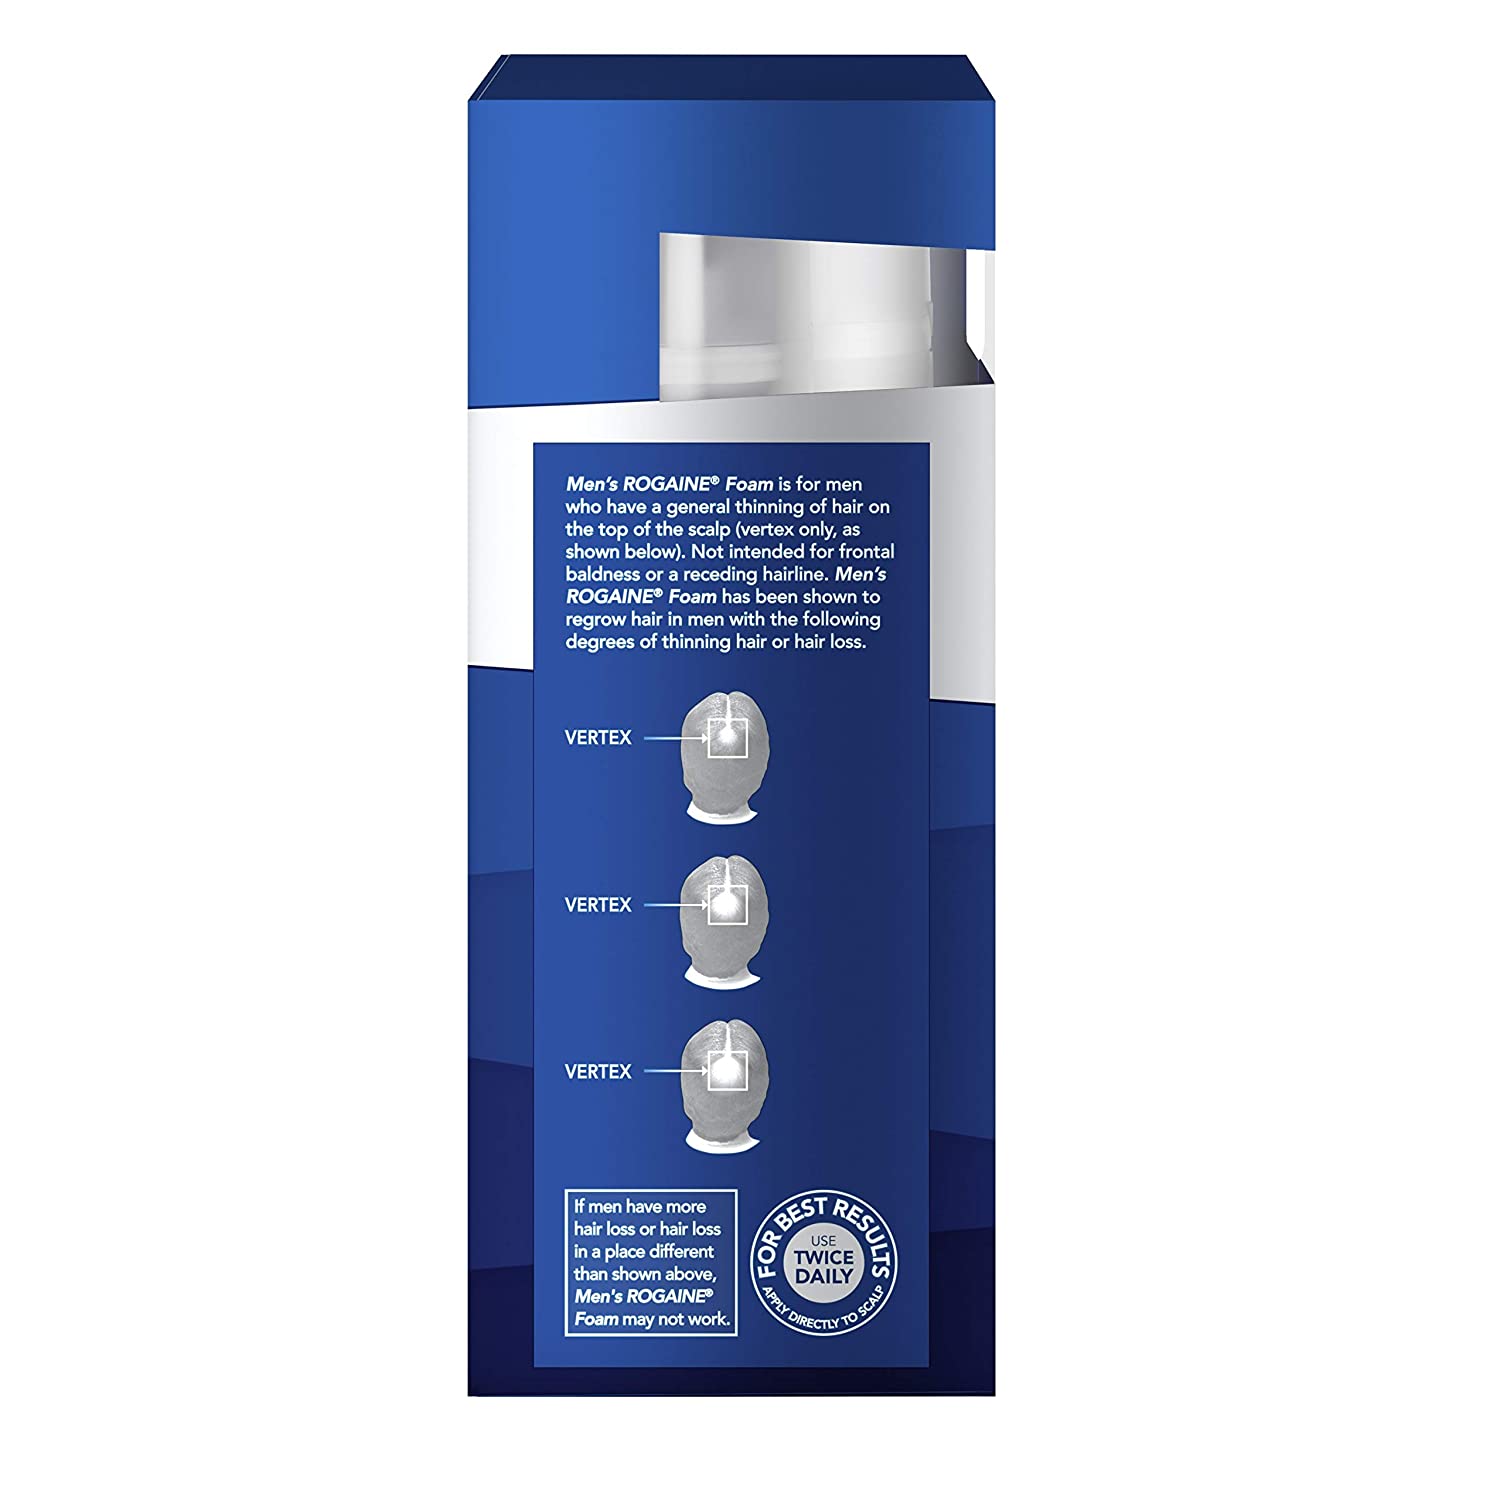 Men's ROGAINE® Foam is for men
who have a general thinning of hair on
the top of the scalp (vertex only, as
shown below). Not intended for frontal
baldness or a receding hairline. Men's
ROGAINE® Foam has been shown to
regrow hair in men with the following
degrees of thinning hair or hair loss.
VERTEX
VERTEX
VERTEX
If men have more
hair loss or hair loss
in a place different
than shown above,
Men's ROGAINE®
Foam may not work.
FOR BEST RESULTS
USE
TWICE
DAILY
APPLY DIRECTLY TO SCALP